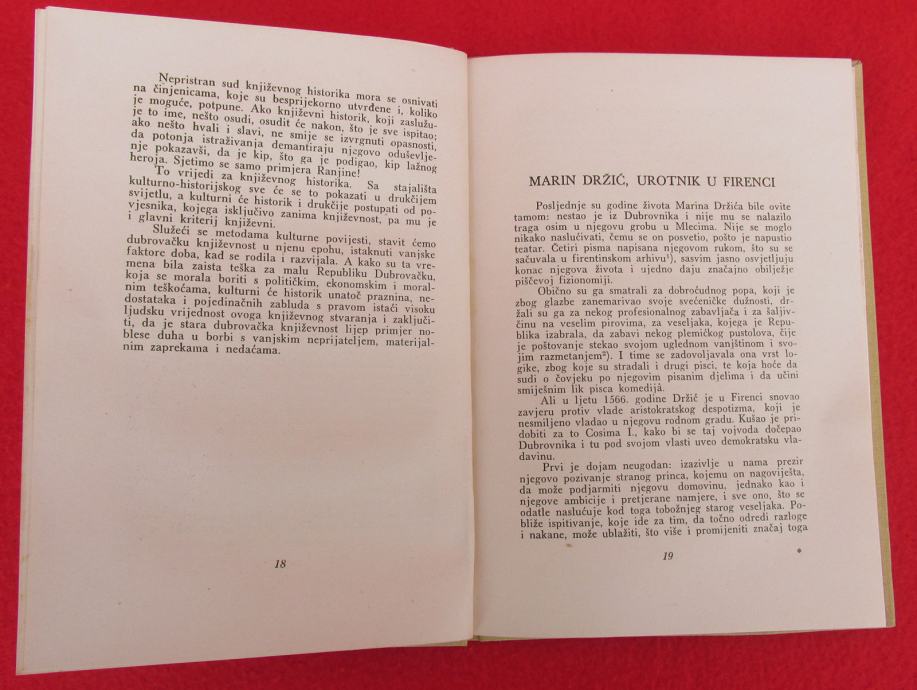 Nepristran sud književnog historika mora se osnivati
na činjenicama, koje su besprijekorno utvrđene i, koliko
je moguće, potpune. Ako književni historik, koji zaslužu-
je to ime, nešto osudi, osudit će nakon, što je sve ispitao;
ako nešto hvali i slavi, ne smije se izvrgnuti opasnosti,
da potonja istraživanja demantiraju njegovo oduševlje-
nje pokazavši, da je kip, što ga je podigao, kip lažnog
heroja. Sjetimo se samo primjera Ranjine!
To vrijedi za književnog historika. Sa stajališta
kulturno-historijskog sve će se to pokazati u drukčijem
svijetlu, a kulturni će historik i drukčije postupati od po-
vjesnika, kojega isključivo zanima književnost, pa mu je
i glavni kriterij književni.
Služeći se metodama kulturne povijesti, stavit ćemo
dubrovačku književnost u njenu epohu, istaknuti vanjske
faktore doba, kad se rodila i razvijala. A kako su ta vre-
mena bila zaista teška za malu Republiku Dubrovačku,
koja se morala boriti s političkim, ekonomskim i moral-
nim teškoćama, kulturni će historik unatoč praznina, ne-
dostataka i pojedinačnih zabluda s pravom istaći visoku
ljudsku vrijednost ovoga književnog stvaranja i zaključi-
ti, da je stara dubrovačka književnost lijep primjer no-
blese duha u borbi s vanjskim neprijateljem, materijal-
nim zaprekama i nedaćama.
18
MARIN DRŽIĆ, UROTNIK U FIRENCI
Posljednje su godine života Marina Držića bile ovite
tamom: nestao je iz Dubrovnika i nije mu se nalazilo
traga osim u njegovu grobu u Mlecima. Nije se moglo
nikako naslućivati, čemu se on posvetio, pošto je napustio
teatar. Četiri pisma napisana njegovom rukom, što su se
sačuvala u firentinskom arhivu¹), sasvim jasno osvjetljuju
konac njegova života i ujedno daju značajno obilježje
piščevoj fizionomiji.
Obično su ga smatrali za dobroćudnog popa, koji je
zbog glazbe zanemarivao svoje svećeničke dužnosti, dr-
žali su ga za nekog profesionalnog zabavljača i za šaljiv-
činu na veselim pirovima, za veseljaka, kojega je Repu-
blika izabrala, da zabavi nekog plemičkog pustolova, čije
je poštovanje stekao svojom uglednom vanjštinom i svo-
jim razmetanjem²). I time se zadovoljavala ona vrst lo-
gike, zbog koje su stradali i drugi pisci, te koja hoće da
sudi o čovjeku po njegovim pisanim djelima i da učini
smiješnim lik pisca komedijâ.
Ali u ljetu 1566. godine Držić je u Firenci snovao
zavjeru protiv vlade aristokratskog despotizma, koji je
nesmiljeno vladao u njegovu rodnom gradu. Kušao je pri-
dobiti za to Cosima I., kako bi se taj vojvoda dočepao
Dubrovnika i tu pod svojom vlasti uveo demokratsku vla-
davinu.
Prvi je dojam neugodan: izazivlje u nama prezir
njegovo pozivanje stranog princa, kojemu on nagoviješta,
da može podjarmiti njegovu domovinu, jednako kao i
njegove ambicije i pretjerane namjere, i sve ono, što se
odatle naslućuje kod toga tobožnjeg starog veseljaka. Po-
bliže ispitivanje, koje ide za tim, da točno odredi razloge
i nakane, može ublažiti, što više i promijeniti značaj toga
19 *